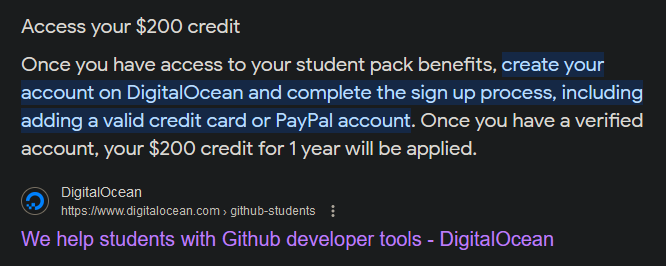 Access your $200 credit
Once you have access to your student pack benefits, create your
account on DigitalOcean and complete the sign up process, including
adding a valid credit card or PayPal account. Once you have a verified
account, your $200 credit for 1 year will be applied.
DigitalOcean
https://www.digitalocean.com › github-students
We help students with Github developer tools - DigitalOcean